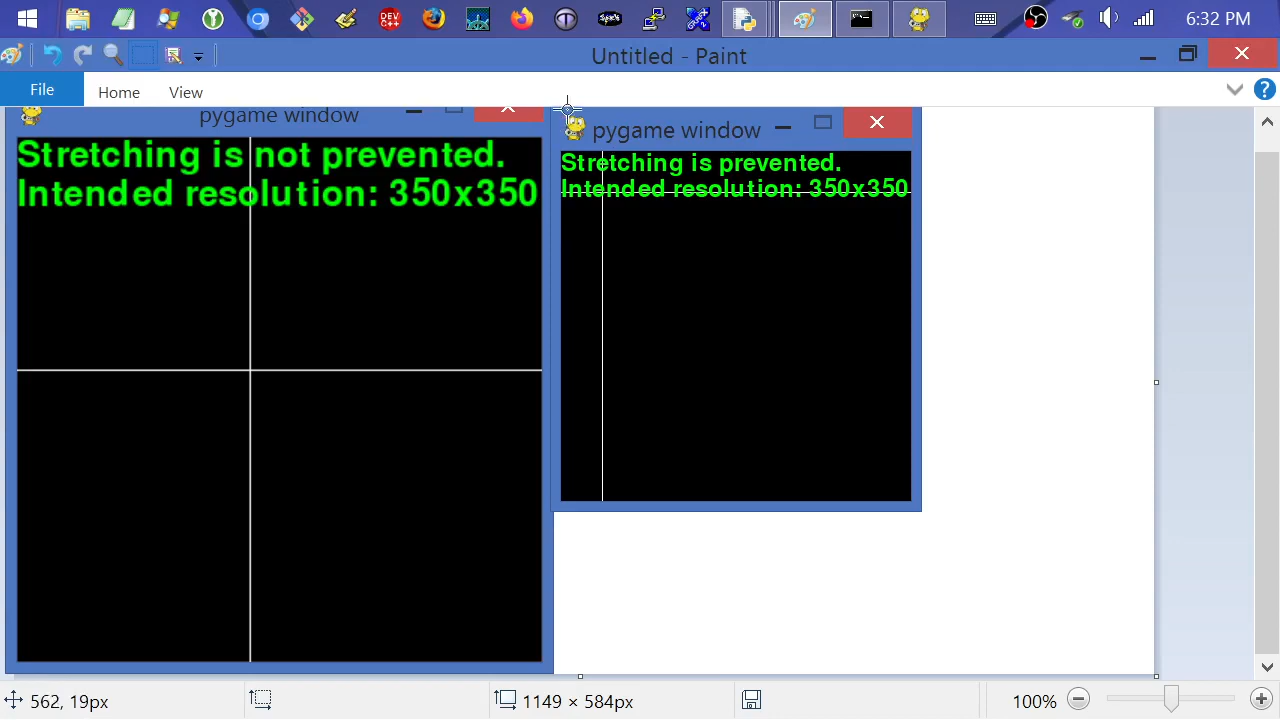 6:32 PM
Untitled - Paint
File
Home
View
pygame window
Stretching is not prevented.
Intended resolution: 350x350
pygame window
Stretching is prevented.
Intended resolution: 350x350
562, 19px
1149 × 584px
100%